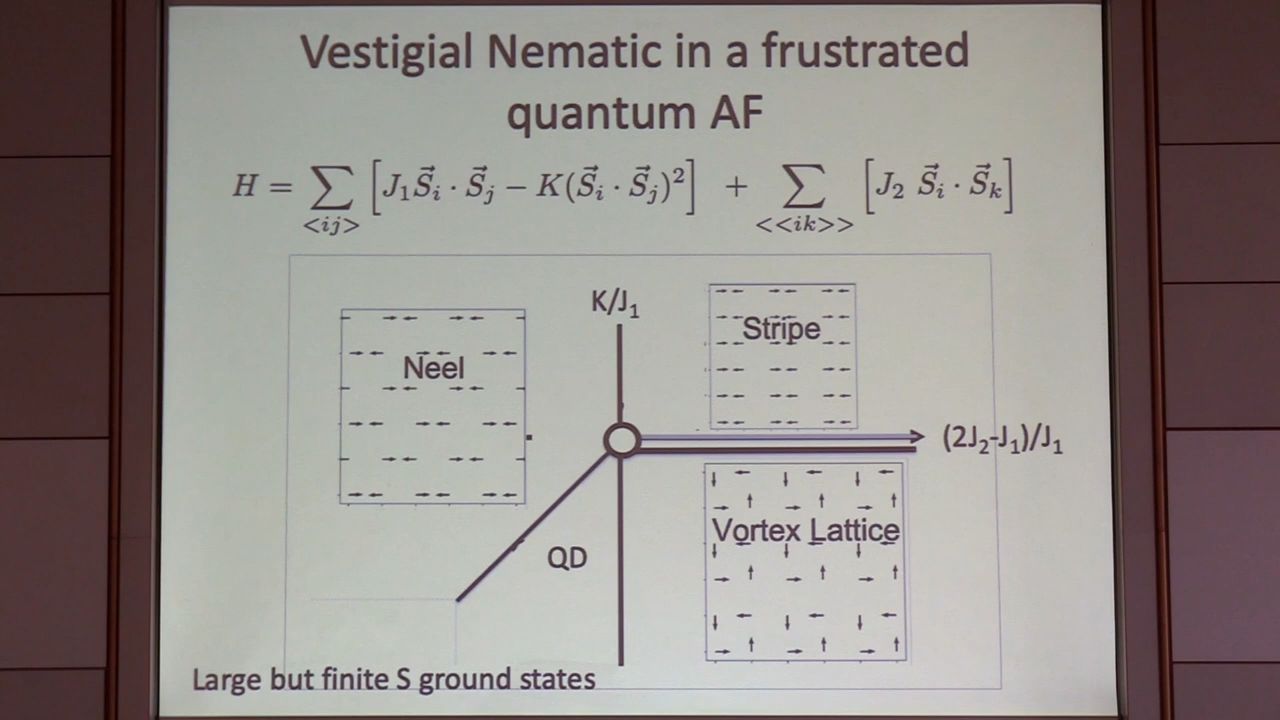 Vestigial Nematic in a frustrated
quantum AF
H = ∑_{<ij>} [J₁S⃗ᵢ · S⃗ⱼ − K(S⃗ᵢ · S⃗ⱼ)²] + ∑_{<<ik>>} [J₂ S⃗ᵢ · S⃗ₖ]
K/J₁
Stripe
Neel
(2J₂-J₁)/J₁
Vortex Lattice
QD
Large but finite S ground states